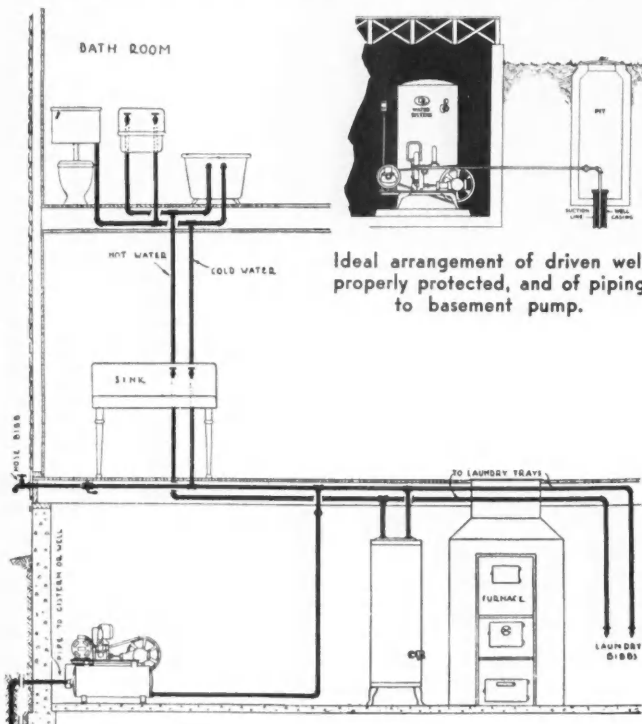 BATH ROOM
WATER
SYSTEM
PIT
SUCTION
LINE
WELL
CASING
Ideal arrangement of driven well
properly protected, and of piping
to basement pump.
HOT WATER
COLD WATER
SINK
HOSE BIBB
TO LAUNDRY TRAYS
PIPE TO CISTERN OR WELL
FURNACE
LAUNDRY
BIBBS